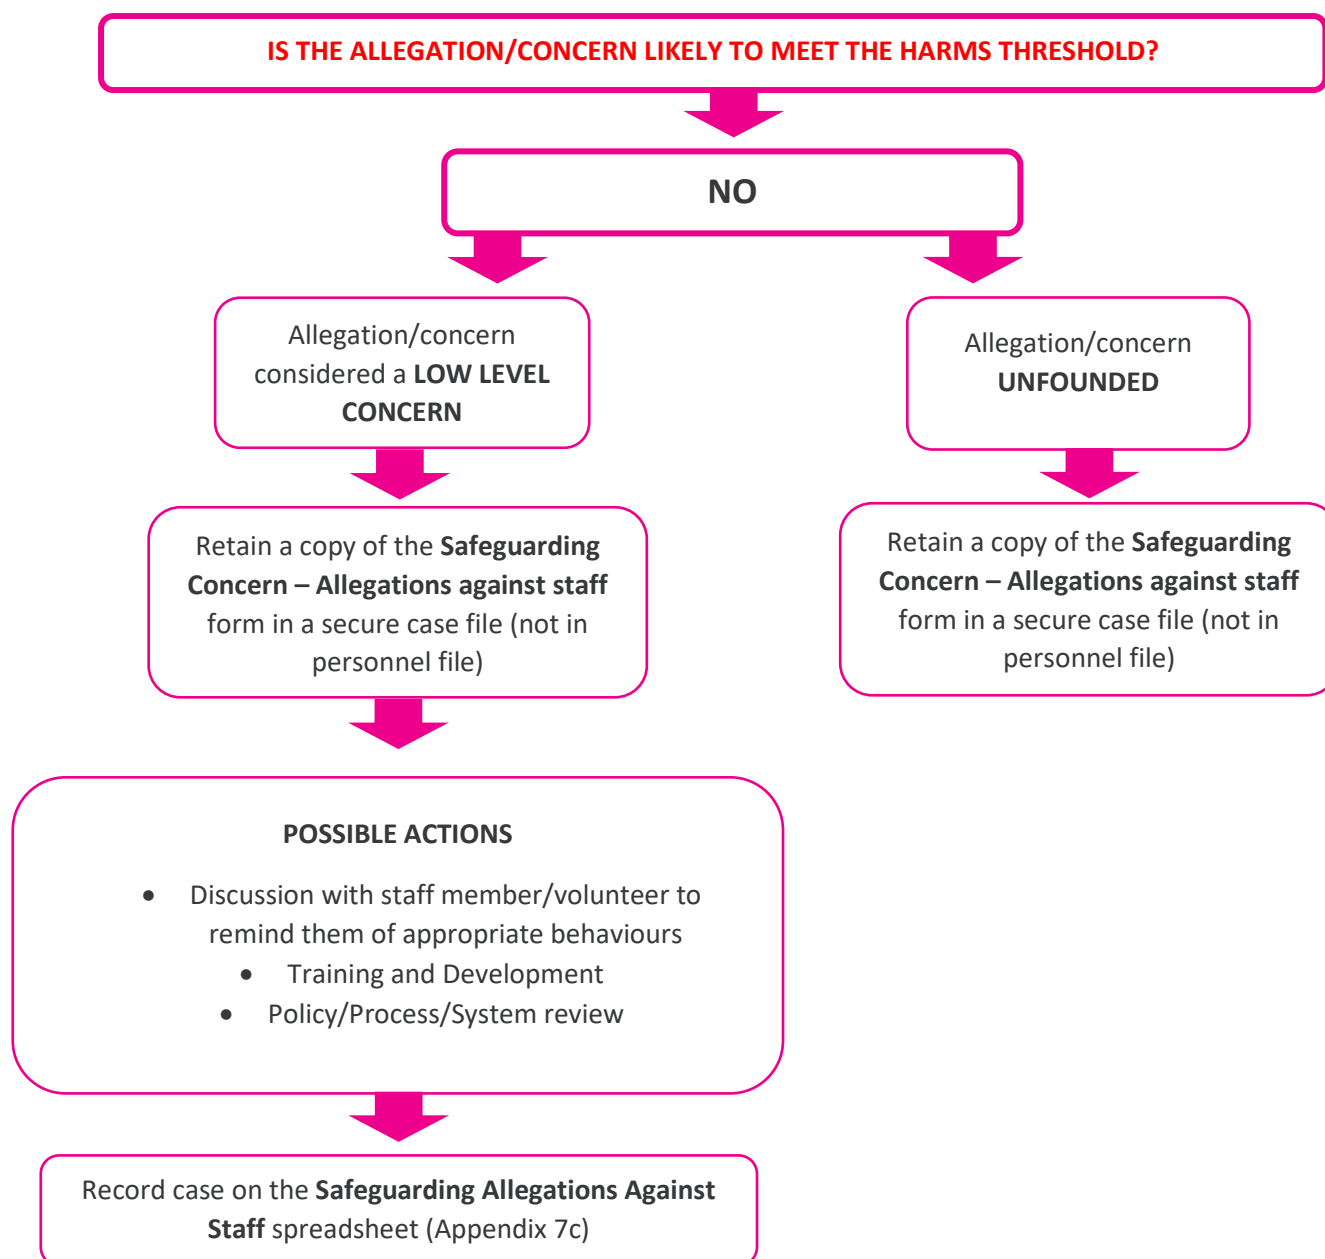 IS THE ALLEGATION/CONCERN LIKELY TO MEET THE HARMS THRESHOLD?
NO
Allegation/concern
considered a LOW LEVEL
CONCERN
Allegation/concern
UNFOUNDED
Retain a copy of the Safeguarding
Concern – Allegations against staff
form in a secure case file (not in
personnel file)
Retain a copy of the Safeguarding
Concern – Allegations against staff
form in a secure case file (not in
personnel file)
POSSIBLE ACTIONS
• Discussion with staff member/volunteer to
remind them of appropriate behaviours
• Training and Development
• Policy/Process/System review
Record case on the Safeguarding Allegations Against
Staff spreadsheet (Appendix 7c)